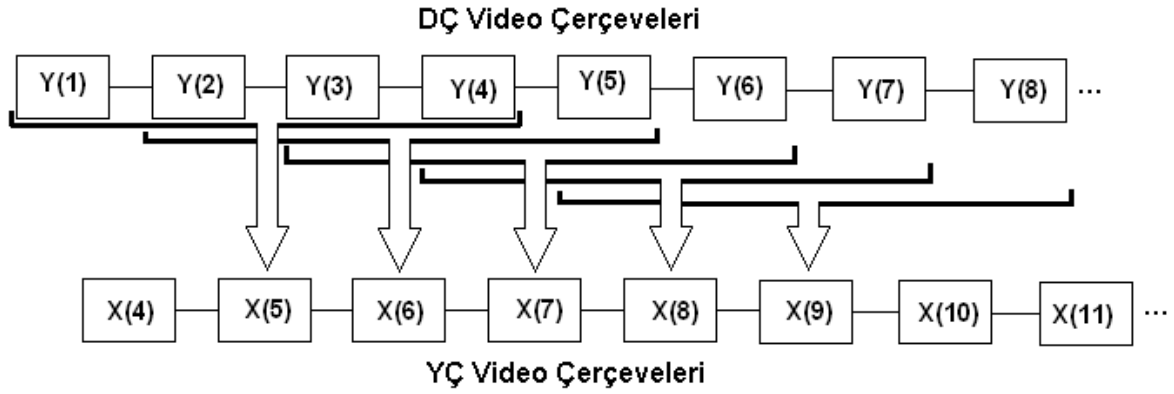 DÇ Video Çerçeveleri
Y(1) Y(2) Y(3) Y(4) Y(5) Y(6) Y(7) Y(8) ...
X(4) X(5) X(6) X(7) X(8) X(9) X(10) X(11) ...
YÇ Video Çerçeveleri